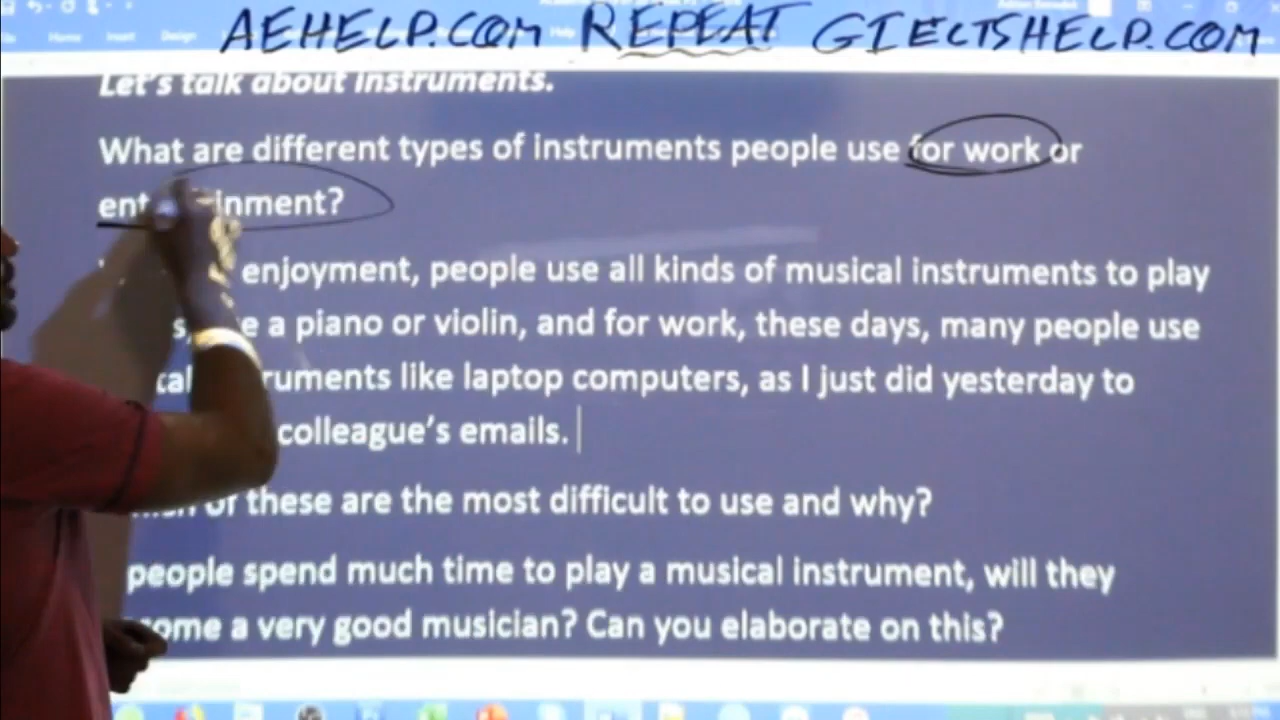 AEHELP.COM REPEAT GIELTSHELP.COM
Home Insert Design
Let's talk about instruments.
What are different types of instruments people use for work or
enjoyment, people use all kinds of musical instruments to play
a piano or violin, and for work, these days, many people use
like laptop computers, as I just did yesterday to
colleague's emails.
of these are the most difficult to use and why?
people spend much time to play a musical instrument, will they
a very good musician? Can you elaborate on this?